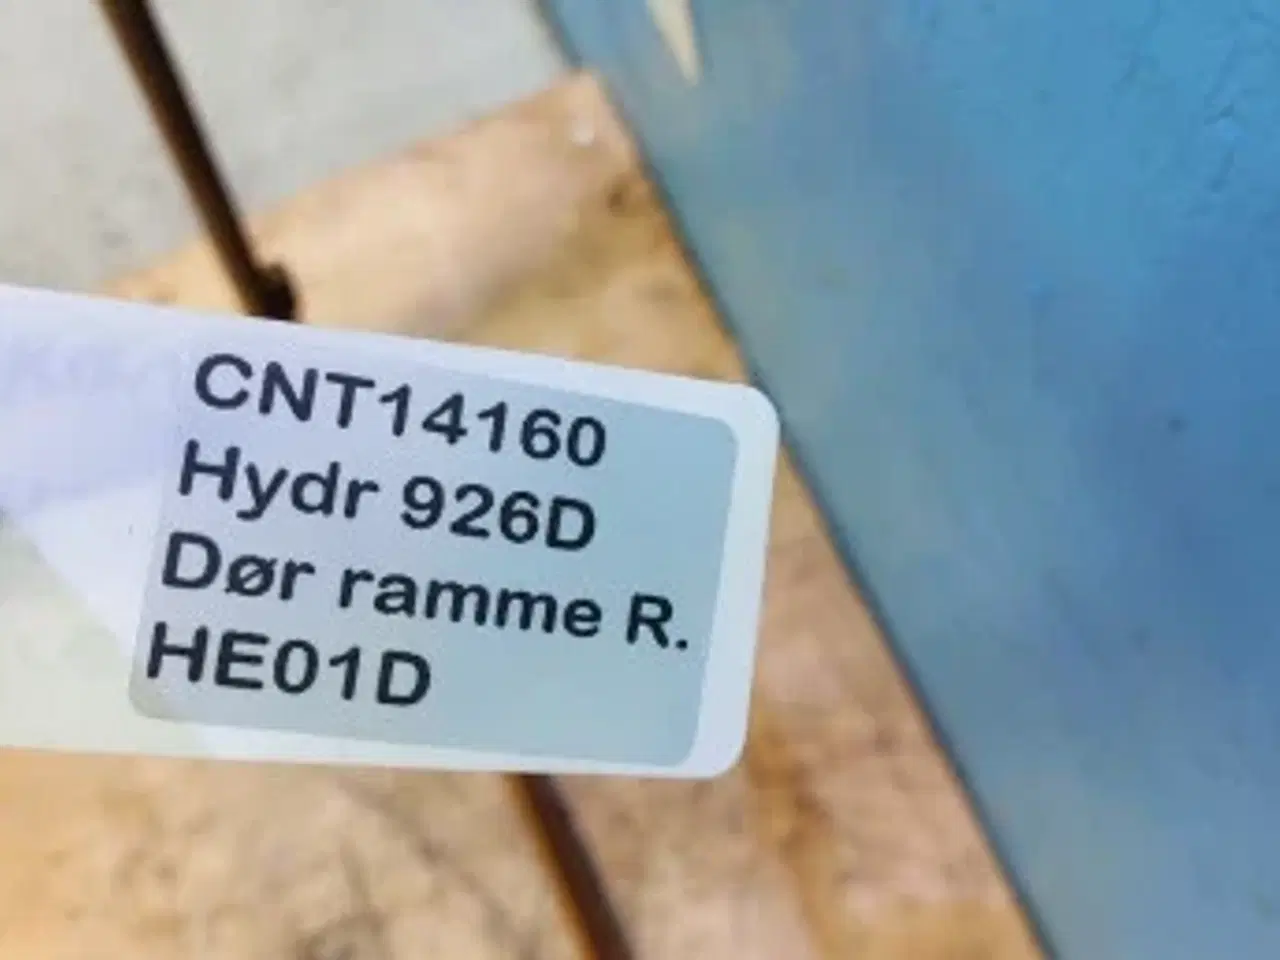 CNT14160
Hydr 926D
Dør ramme R.
HE01D